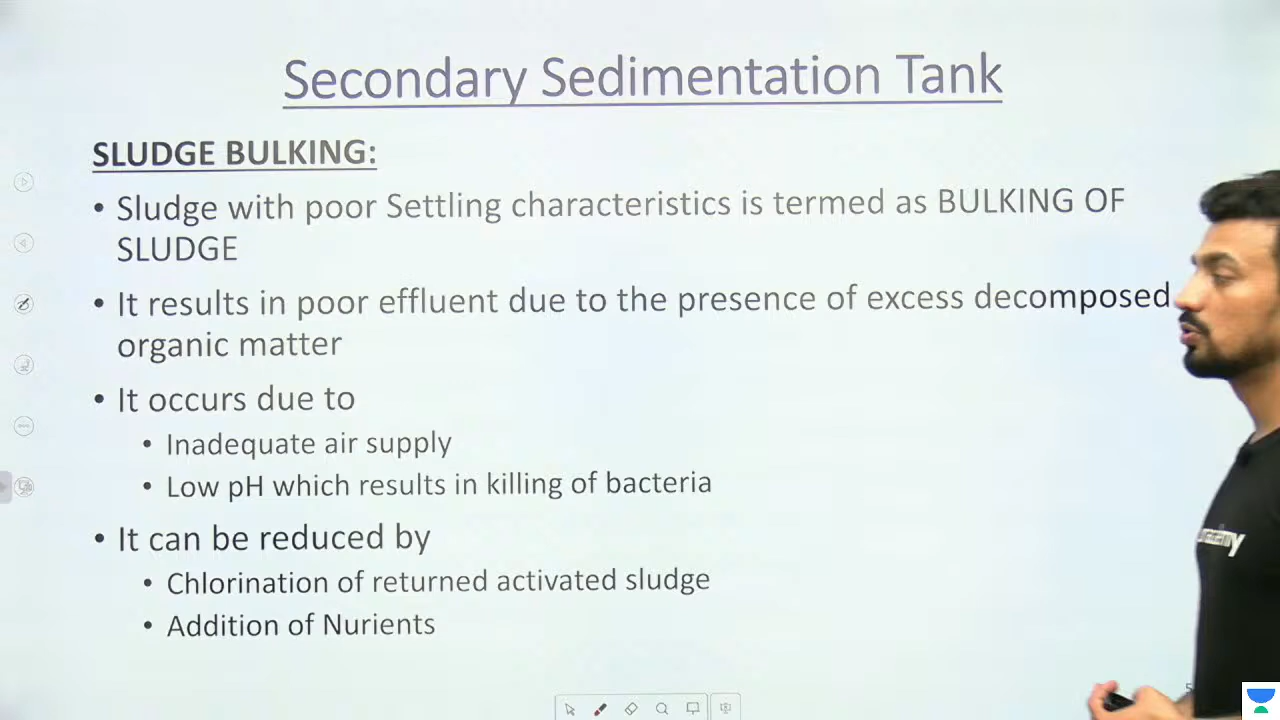 Secondary Sedimentation Tank
SLUDGE BULKING:
• Sludge with poor Settling characteristics is termed as BULKING OF
SLUDGE
• It results in poor effluent due to the presence of excess decomposed
organic matter
• It occurs due to
• Inadequate air supply
• Low pH which results in killing of bacteria
• It can be reduced by
• Chlorination of returned activated sludge
• Addition of Nurients
5